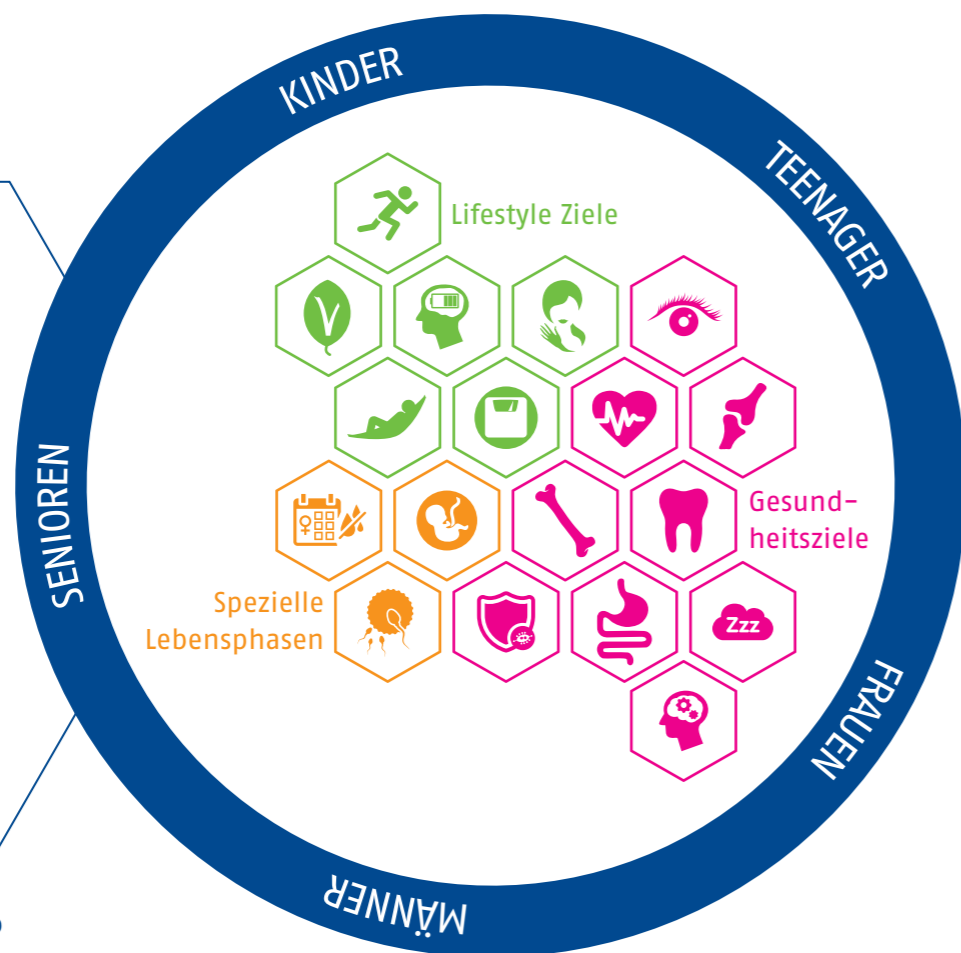 KINDER
TEENAGER
Lifestyle Ziele
V
SENIOREN
Gesund-
heitsziele
Spezielle
Lebensphasen
Zzz
FRAUEN
MÄNNER